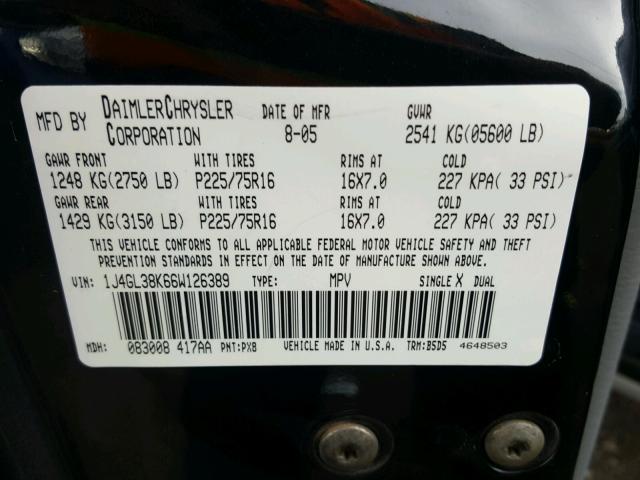 MFD BY DAIMLERCHRYSLER CORPORATION DATE OF MFR 8-05 GVWR 2541 KG(05600 LB)
GAWR FRONT WITH TIRES RIMS AT COLD
1248 KG(2750 LB) P225/75R16 16X7.0 227 KPA( 33 PSI)
GAWR REAR WITH TIRES RIMS AT COLD
1429 KG(3150 LB) P225/75R16 16X7.0 227 KPA( 33 PSI)
THIS VEHICLE CONFORMS TO ALL APPLICABLE FEDERAL MOTOR VEHICLE SAFETY AND THEFT
PREVENTION STANDARDS IN EFFECT ON THE DATE OF MANUFACTURE SHOWN ABOVE.
VIN: 1J4GL38K66W126389 TYPE: MPV SINGLE X DUAL
MDH: 083008 417AA PNT:PXB VEHICLE MADE IN U.S.A. TRM:B5D5 4648503